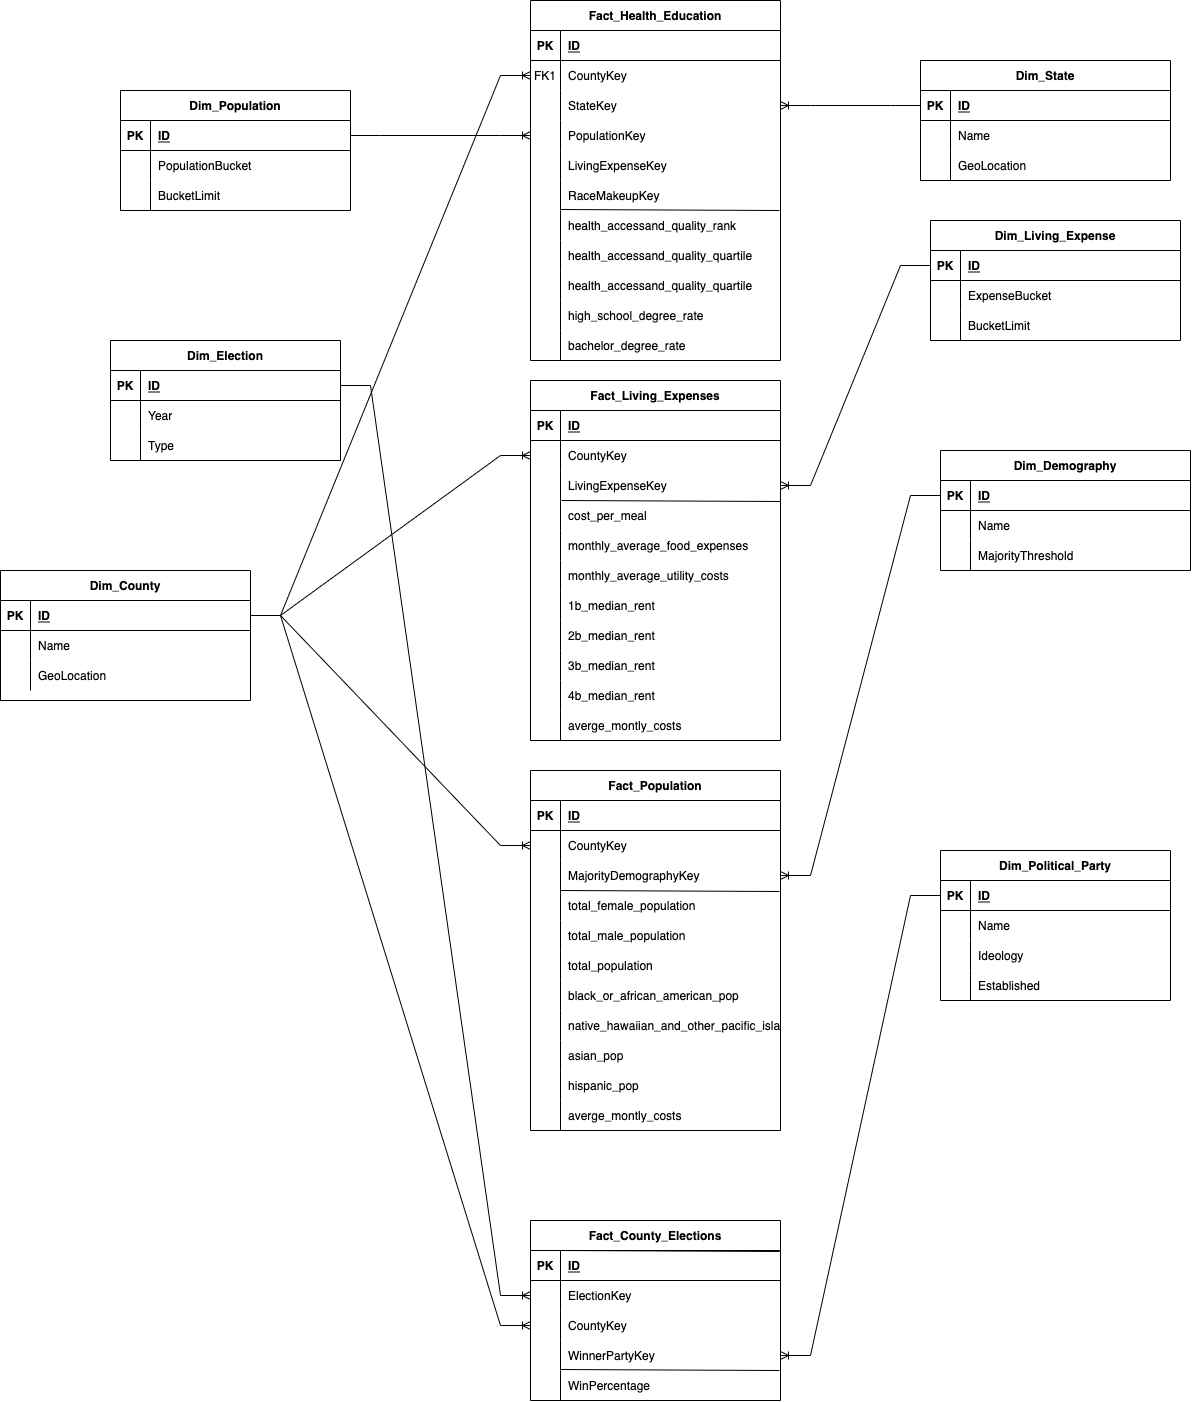 Fact_Health_Education
PK ID
FK1 CountyKey
StateKey
PopulationKey
LivingExpenseKey
RaceMakeupKey
health_accessand_quality_rank
health_accessand_quality_quartile
health_accessand_quality_quartile
high_school_degree_rate
bachelor_degree_rate
Dim_State
PK ID
Name
GeoLocation
Dim_Population
PK ID
PopulationBucket
BucketLimit
Dim_Living_Expense
PK ID
ExpenseBucket
BucketLimit
Dim_Election
PK ID
Year
Type
Fact_Living_Expenses
PK ID
CountyKey
LivingExpenseKey
cost_per_meal
monthly_average_food_expenses
monthly_average_utility_costs
1b_median_rent
2b_median_rent
3b_median_rent
4b_median_rent
averge_montly_costs
Dim_Demography
PK ID
Name
MajorityThreshold
Dim_County
PK ID
Name
GeoLocation
Fact_Population
PK ID
CountyKey
MajorityDemographyKey
total_female_population
total_male_population
total_population
black_or_african_american_pop
native_hawaiian_and_other_pacific_isla
asian_pop
hispanic_pop
averge_montly_costs
Dim_Political_Party
PK ID
Name
Ideology
Established
Fact_County_Elections
PK ID
ElectionKey
CountyKey
WinnerPartyKey
WinPercentage